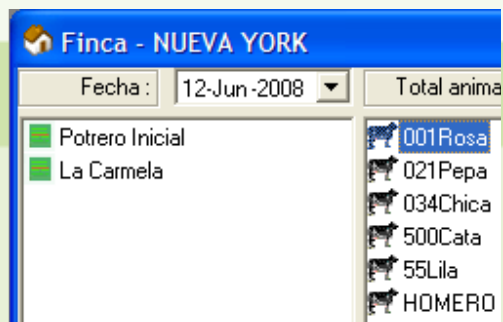 Finca - NUEVA YORK
Fecha : 12-Jun-2008 Total anima
Potrero Inicial
La Carmela
001Rosa
021Pepa
034Chica
500Cata
55Lila
HOMERO